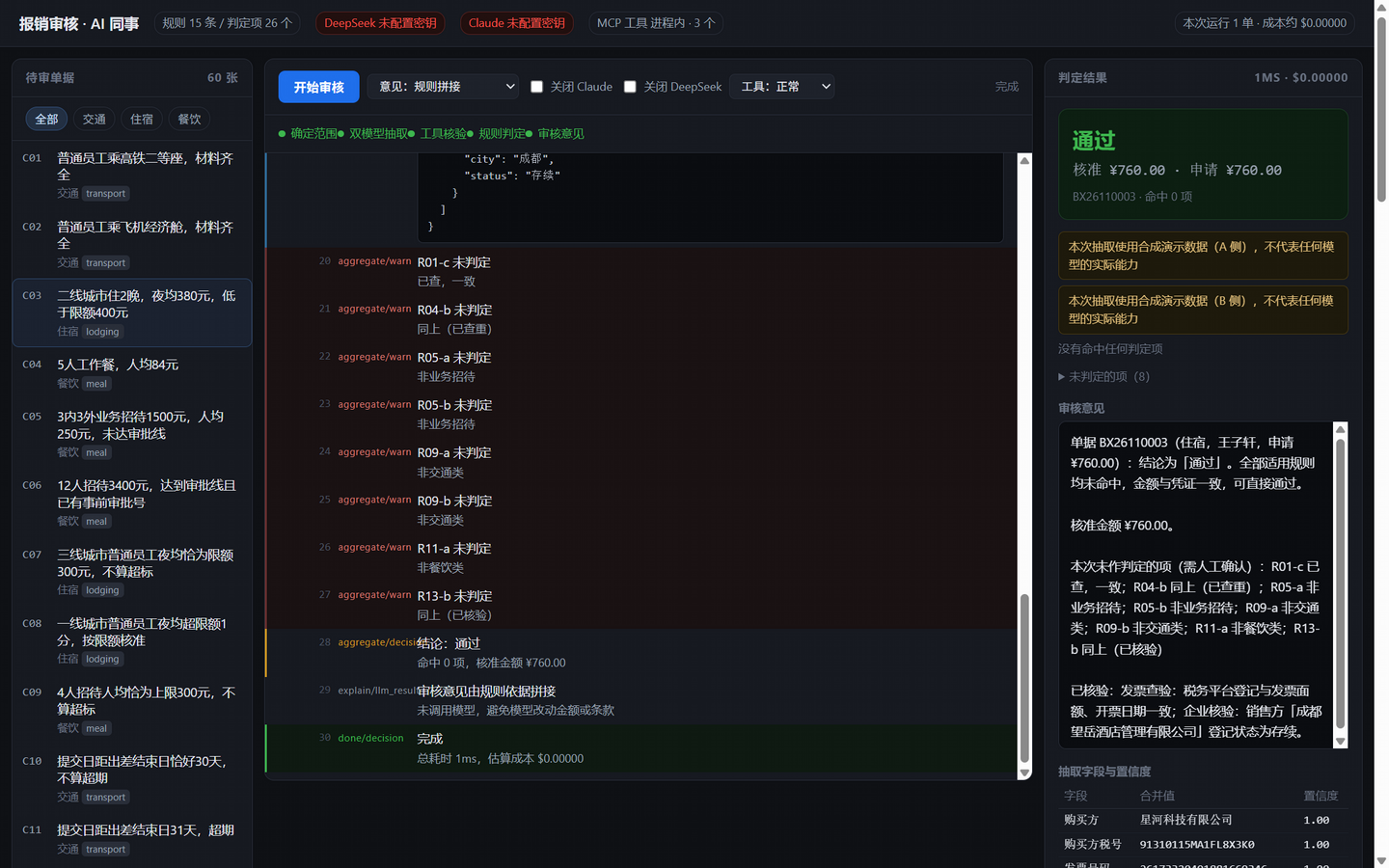 报销审核 · AI 同事
规则 15 条 / 判定项 26 个
DeepSeek 未配置密钥
Claude 未配置密钥
MCP 工具 进程内 · 3 个
本次运行 1 单 · 成本约 $0.00000
待审单据
60 张
全部
交通
住宿
餐饮
C01
普通员工乘高铁二等座，材料齐
全
交通 transport
C02
普通员工乘飞机经济舱，材料齐
全
交通 transport
C03
二线城市住2晚，夜均380元，低
于限额400元
住宿 lodging
C04
5人工作餐，人均84元
餐饮 meal
C05
3内3外业务招待1500元，人均
250元，未达审批线
餐饮 meal
C06
12人招待3400元，达到审批线且
已有事前审批号
餐饮 meal
C07
三线城市普通员工夜均恰为限额
300元，不算超标
住宿 lodging
C08
一线城市普通员工夜均超限额1
分，按限额核准
住宿 lodging
C09
4人招待人均恰为上限300元，不
算超标
餐饮 meal
C10
提交日距出差结束日恰好30天，
不算超期
交通 transport
C11
提交日距出差结束日31天，超期
交通 transport
开始审核
意见：规则拼接
关闭 Claude
关闭 DeepSeek
工具：正常
完成
确定范围
双模型抽取
工具核验
规则判定
审核意见
"city": "成都",
"status": "存续"
}
]
}
20 aggregate/warn R01-c 未判定
已查，一致
21 aggregate/warn R04-b 未判定
同上（已查重）
22 aggregate/warn R05-a 未判定
非业务招待
23 aggregate/warn R05-b 未判定
非业务招待
24 aggregate/warn R09-a 未判定
非交通类
25 aggregate/warn R09-b 未判定
非交通类
26 aggregate/warn R11-a 未判定
非餐饮类
27 aggregate/warn R13-b 未判定
同上（已核验）
28 aggregate/decisi 结论：通过
命中 0 项，核准金额 ¥760.00
29 explain/llm_resul 审核意见由规则依据拼接
未调用模型，避免模型改动金额或条款
30 done/decision 完成
总耗时 1ms，估算成本 $0.00000
判定结果
1MS · $0.00000
通过
核准 ¥760.00 · 申请 ¥760.00
BX26110003 · 命中 0 项
本次抽取使用合成演示数据（A 侧），不代表任何模
型的实际能力
本次抽取使用合成演示数据（B 侧），不代表任何模
型的实际能力
没有命中任何判定项
未判定的项（8）
审核意见
单据 BX26110003（住宿，王子轩，申请
¥760.00）：结论为「通过」。全部适用规则
均未命中，金额与凭证一致，可直接通过。
核准金额 ¥760.00。
本次未作判定的项（需人工确认）：R01-c 已
查，一致；R04-b 同上（已查重）；R05-a 非
业务招待；R05-b 非业务招待；R09-a 非交通
类；R09-b 非交通类；R11-a 非餐饮类；R13-
b 同上（已核验）
已核验：发票查验：税务平台登记与发票面
额、开票日期一致；企业核验：销售方「成都
望岳酒店管理有限公司」登记状态为存续。
抽取字段与置信度
字段 合并值 置信度
购买方 星河科技有限公司 1.00
购买方税号 91310115MA1FL8X3K0 1.00